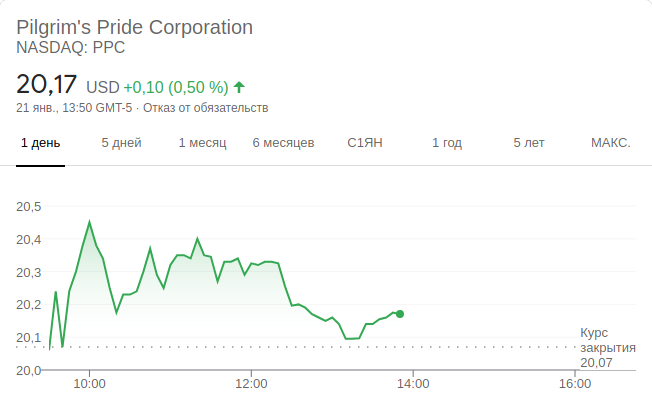 Pilgrim's Pride Corporation
NASDAQ: PPC
20,17 USD +0,10 (0,50 %)
21 янв., 13:50 GMT-5 · Отказ от обязательств
1 день 5 дней 1 месяц 6 месяцев С1ЯН 1 год 5 лет МАКС.
20,5
20,4
20,3
20,2
20,1
20,0
Курс
закрытия
20,07
10:00 12:00 14:00 16:00